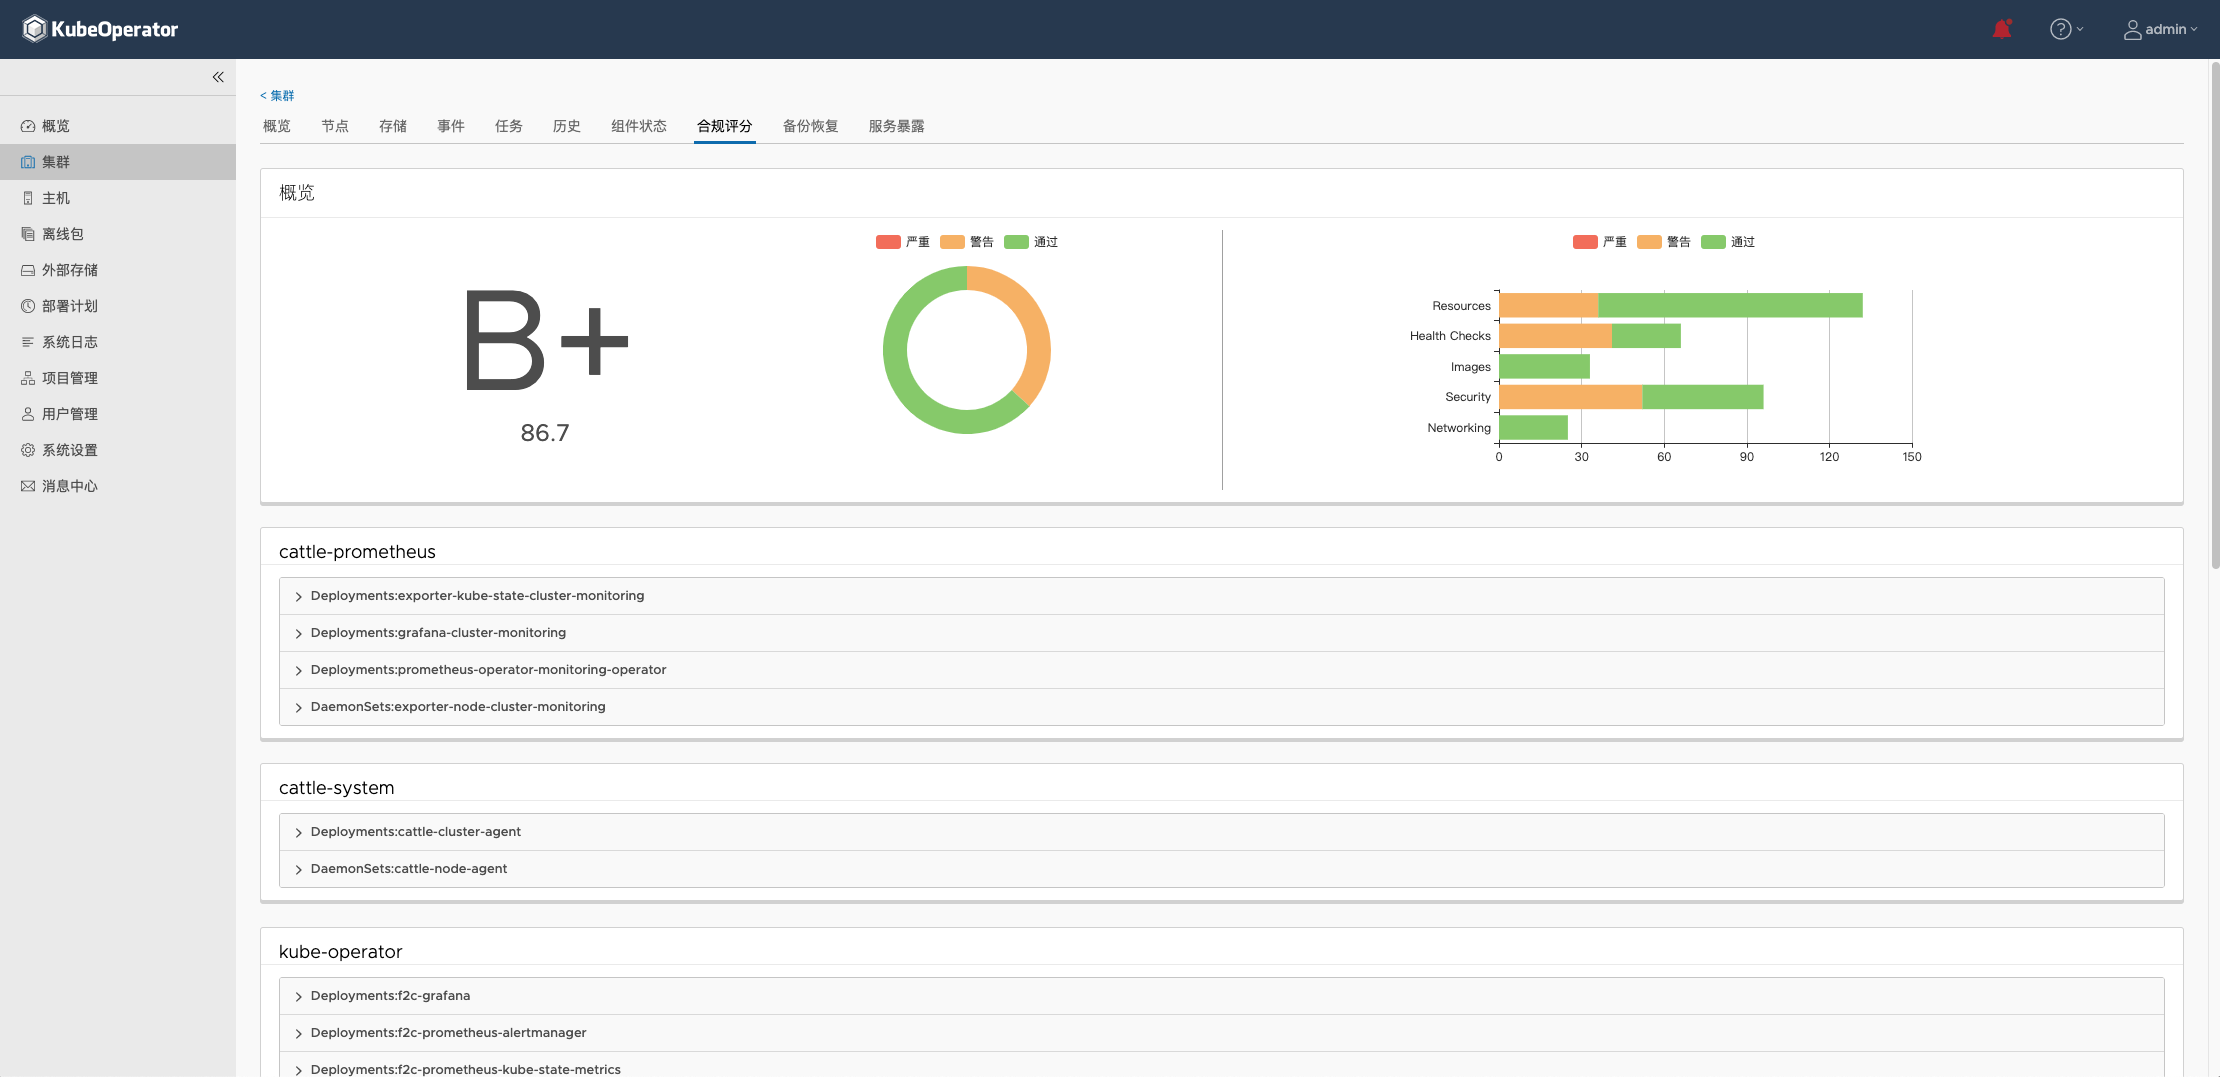 KubeOperator
admin
概览
集群
主机
离线包
外部存储
部署计划
系统日志
项目管理
用户管理
系统设置
消息中心
< 集群
概览 节点 存储 事件 任务 历史 组件状态 合规评分 备份恢复 服务暴露
概览
B+
86.7
严重 警告 通过
严重 警告 通过
Resources
Health Checks
Images
Security
Networking
0 30 60 90 120 150
cattle-prometheus
Deployments:exporter-kube-state-cluster-monitoring
Deployments:grafana-cluster-monitoring
Deployments:prometheus-operator-monitoring-operator
DaemonSets:exporter-node-cluster-monitoring
cattle-system
Deployments:cattle-cluster-agent
DaemonSets:cattle-node-agent
kube-operator
Deployments:f2c-grafana
Deployments:f2c-prometheus-alertmanager
Deployments:f2c-prometheus-kube-state-metrics